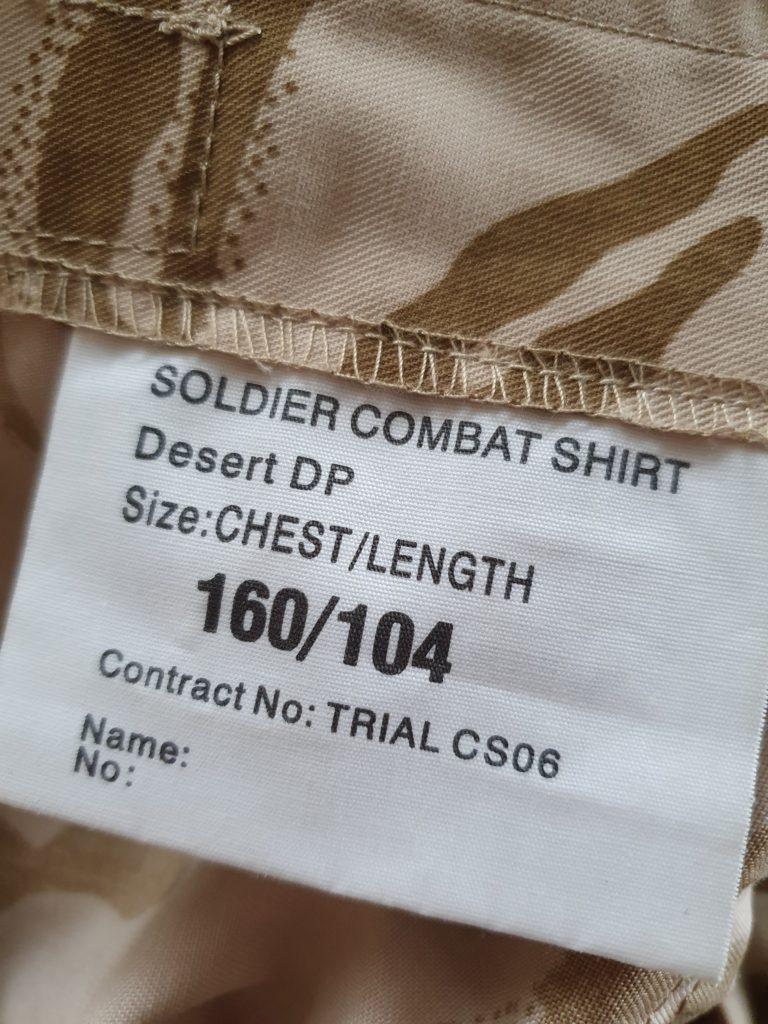 SOLDIER COMBAT SHIRT
Desert DP
Size:CHEST/LENGTH
160/104
Contract No: TRIAL CS06
Name:
No: